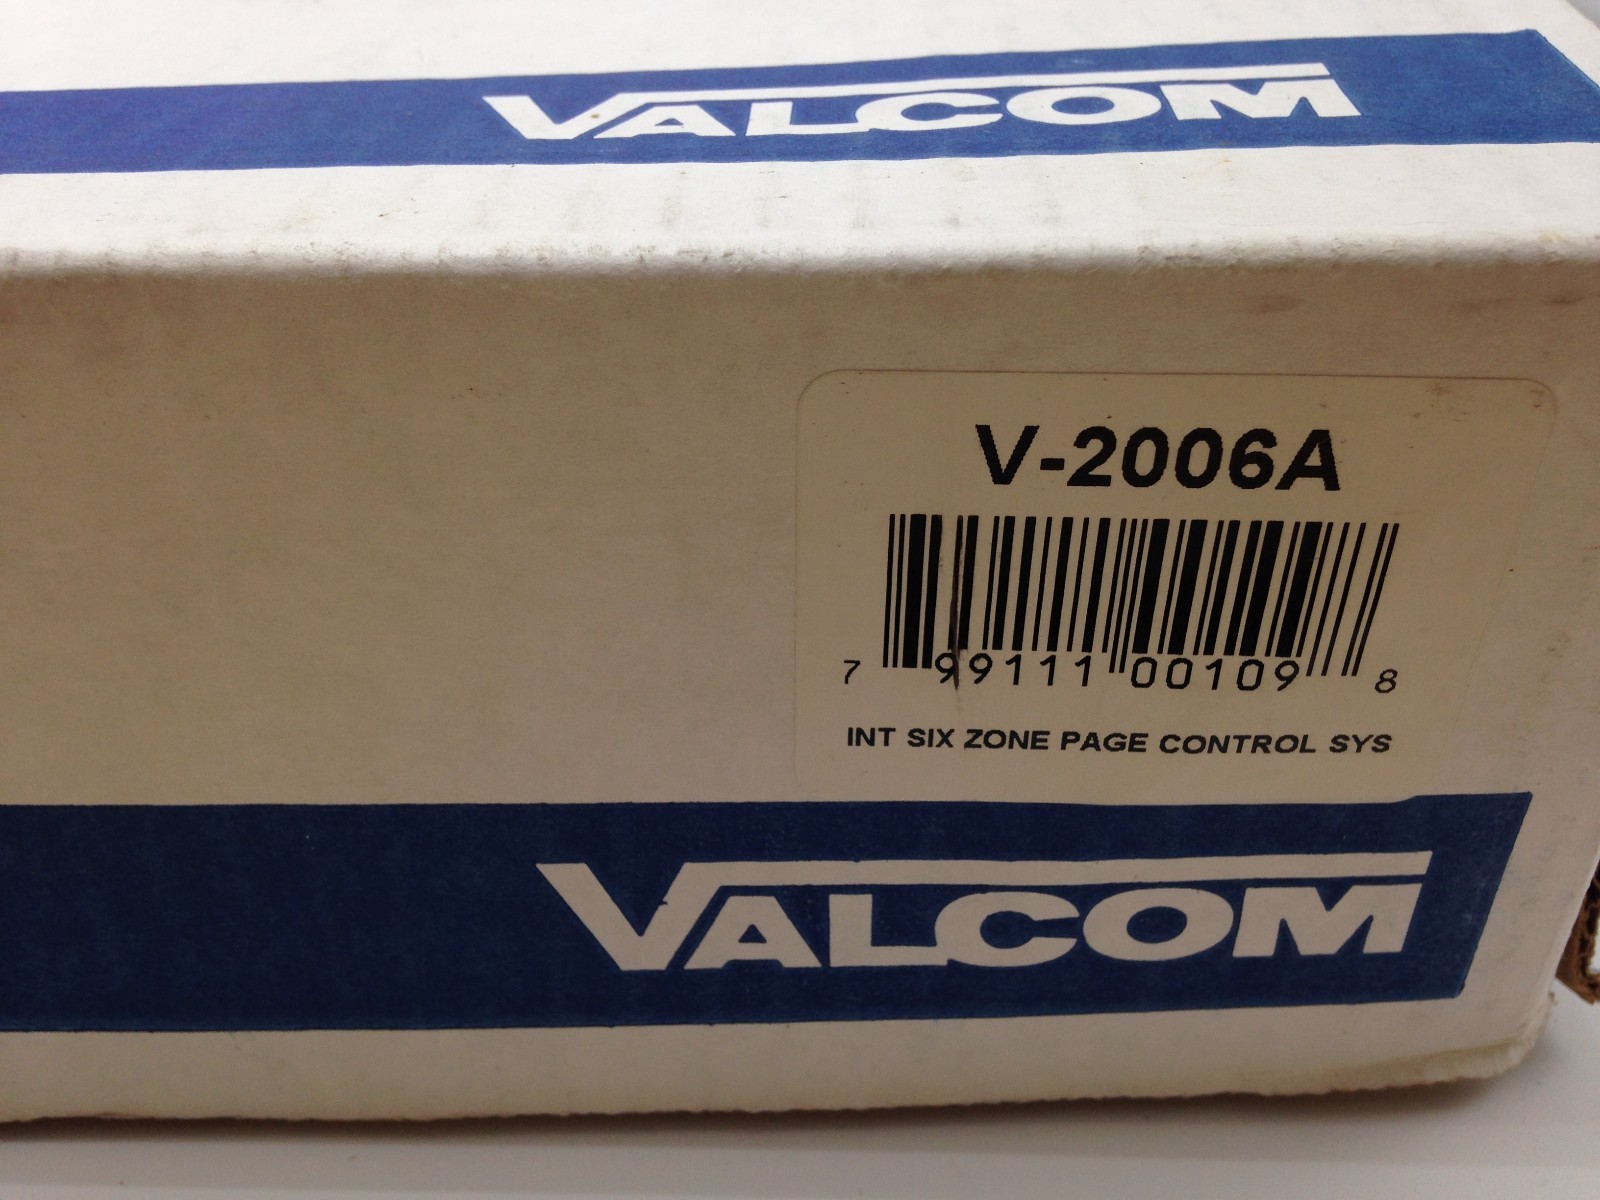 VALCOM
V-2006A
7 99111 00109 8
INT SIX ZONE PAGE CONTROL SYS
VALCOM